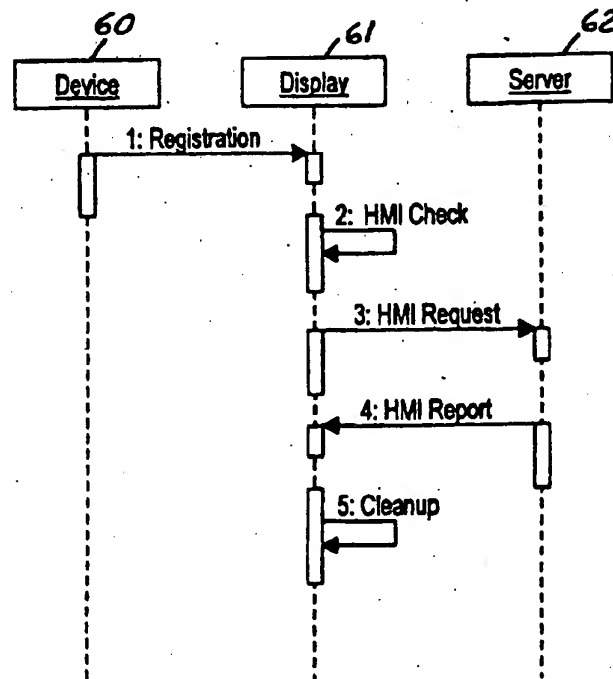 60
61
62
Device
Display
Server
1: Registration
2: HMI Check
3: HMI Request
4: HMI Report
5: Cleanup